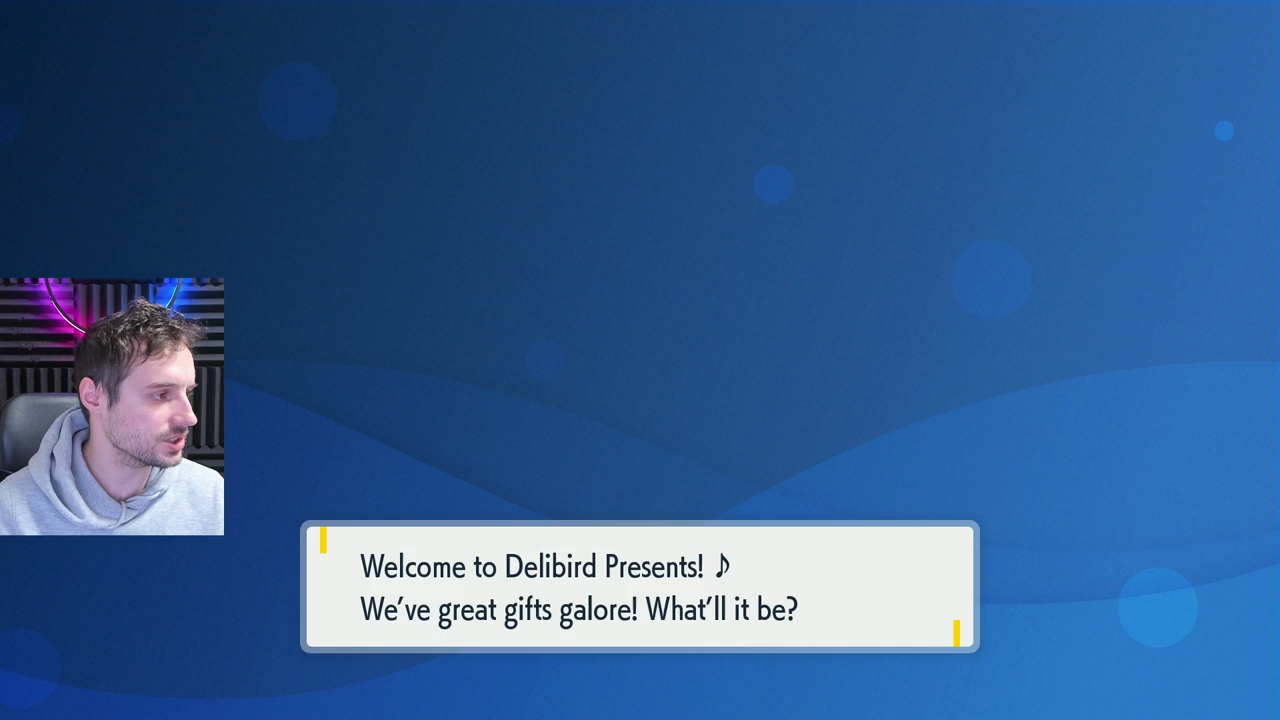 Welcome to Delibird Presents! ♪
We've great gifts galore! What'll it be?